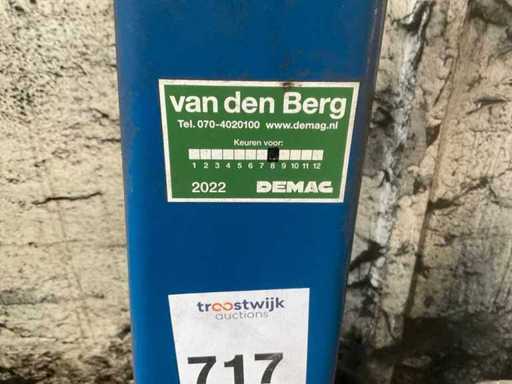 van den Berg
Tel. 070-4020100 www.demag.nl
Keuren voor:
1 2 3 4 5 6 7 8 9 10 11 12
2022 DEMAG
troostwijk
auctions
717